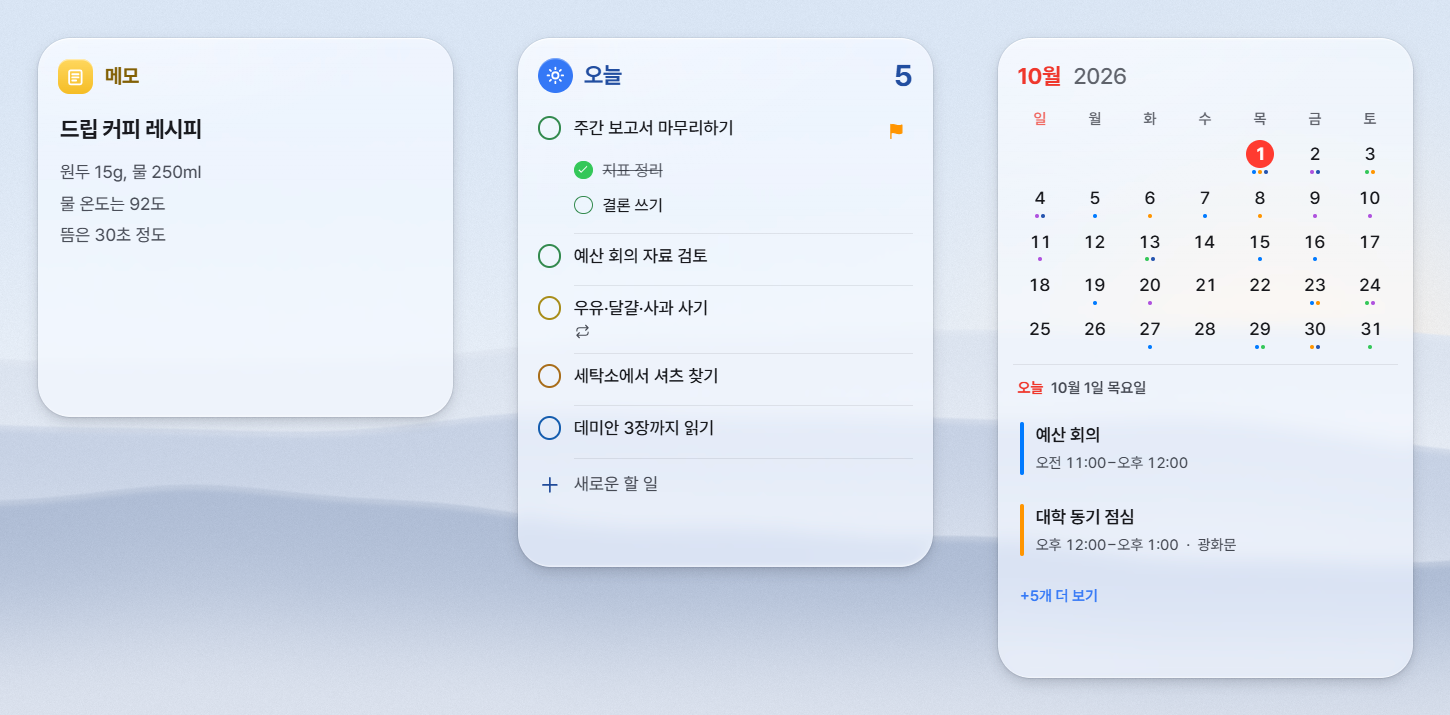 메모
드립 커피 레시피
원두 15g, 물 250ml
물 온도는 92도
뜸은 30초 정도
오늘 5
주간 보고서 마무리하기
지표 정리
결론 쓰기
예산 회의 자료 검토
우유·달걀·사과 사기
세탁소에서 셔츠 찾기
데미안 3장까지 읽기
새로운 할 일
10월 2026
일 월 화 수 목 금 토
1 2 3
4 5 6 7 8 9 10
11 12 13 14 15 16 17
18 19 20 21 22 23 24
25 26 27 28 29 30 31
오늘 10월 1일 목요일
예산 회의
오전 11:00–오후 12:00
대학 동기 점심
오후 12:00–오후 1:00 · 광화문
+5개 더 보기